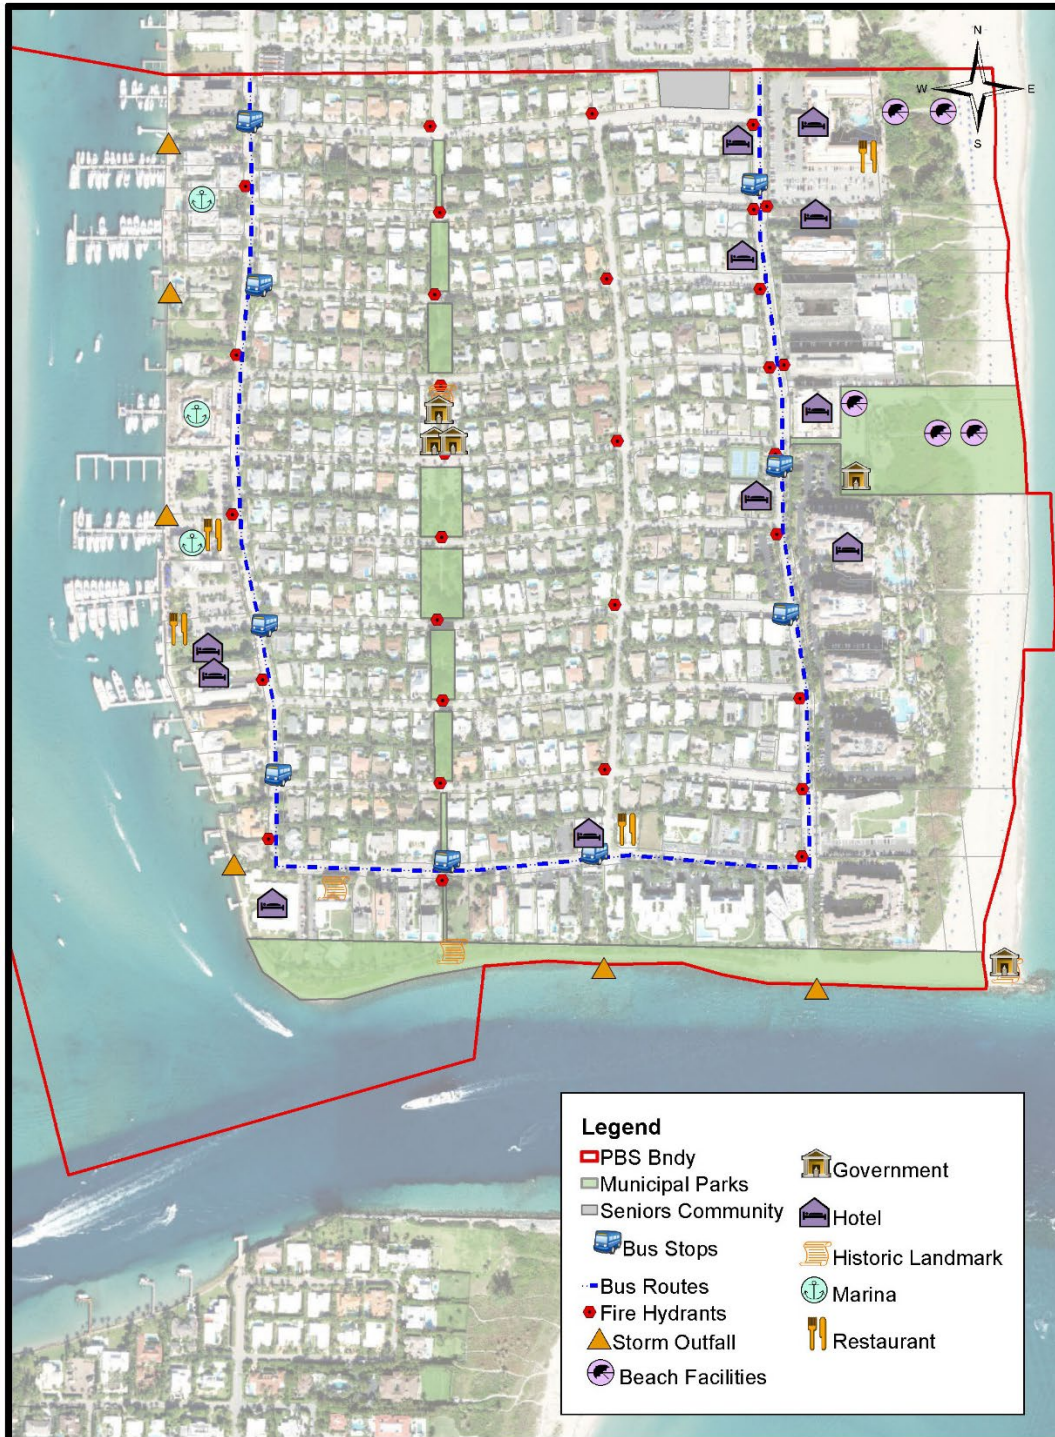 N
W E
S
Legend
PBS Bndy
Municipal Parks
Seniors Community
Bus Stops
Bus Routes
Fire Hydrants
Storm Outfall
Beach Facilities
Government
Hotel
Historic Landmark
Marina
Restaurant